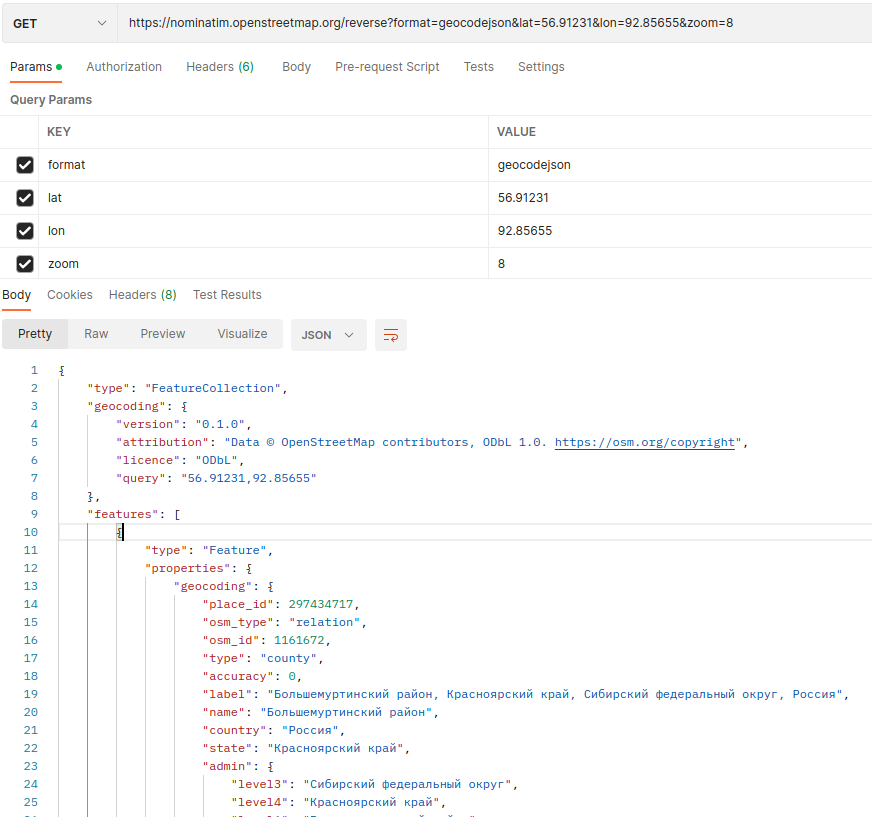 GET https://nominatim.openstreetmap.org/reverse?format=geocodejson&lat=56.91231&lon=92.85655&zoom=8
Params Authorization Headers (6) Body Pre-request Script Tests Settings
Query Params
KEY VALUE
format geocodejson
lat 56.91231
lon 92.85655
zoom 8
Body Cookies Headers (8) Test Results
Pretty Raw Preview Visualize JSON
1 {
2 "type": "FeatureCollection",
3 "geocoding": {
4 "version": "0.1.0",
5 "attribution": "Data © OpenStreetMap contributors, ODbL 1.0. https://osm.org/copyright",
6 "licence": "ODbL",
7 "query": "56.91231,92.85655"
8 },
9 "features": [
10 {
11 "type": "Feature",
12 "properties": {
13 "geocoding": {
14 "place_id": 297434717,
15 "osm_type": "relation",
16 "osm_id": 1161672,
17 "type": "county",
18 "accuracy": 0,
19 "label": "Большемуртинский район, Красноярский край, Сибирский федеральный округ, Россия",
20 "name": "Большемуртинский район",
21 "country": "Россия",
22 "state": "Красноярский край",
23 "admin": {
24 "level3": "Сибирский федеральный округ",
25 "level4": "Красноярский край",